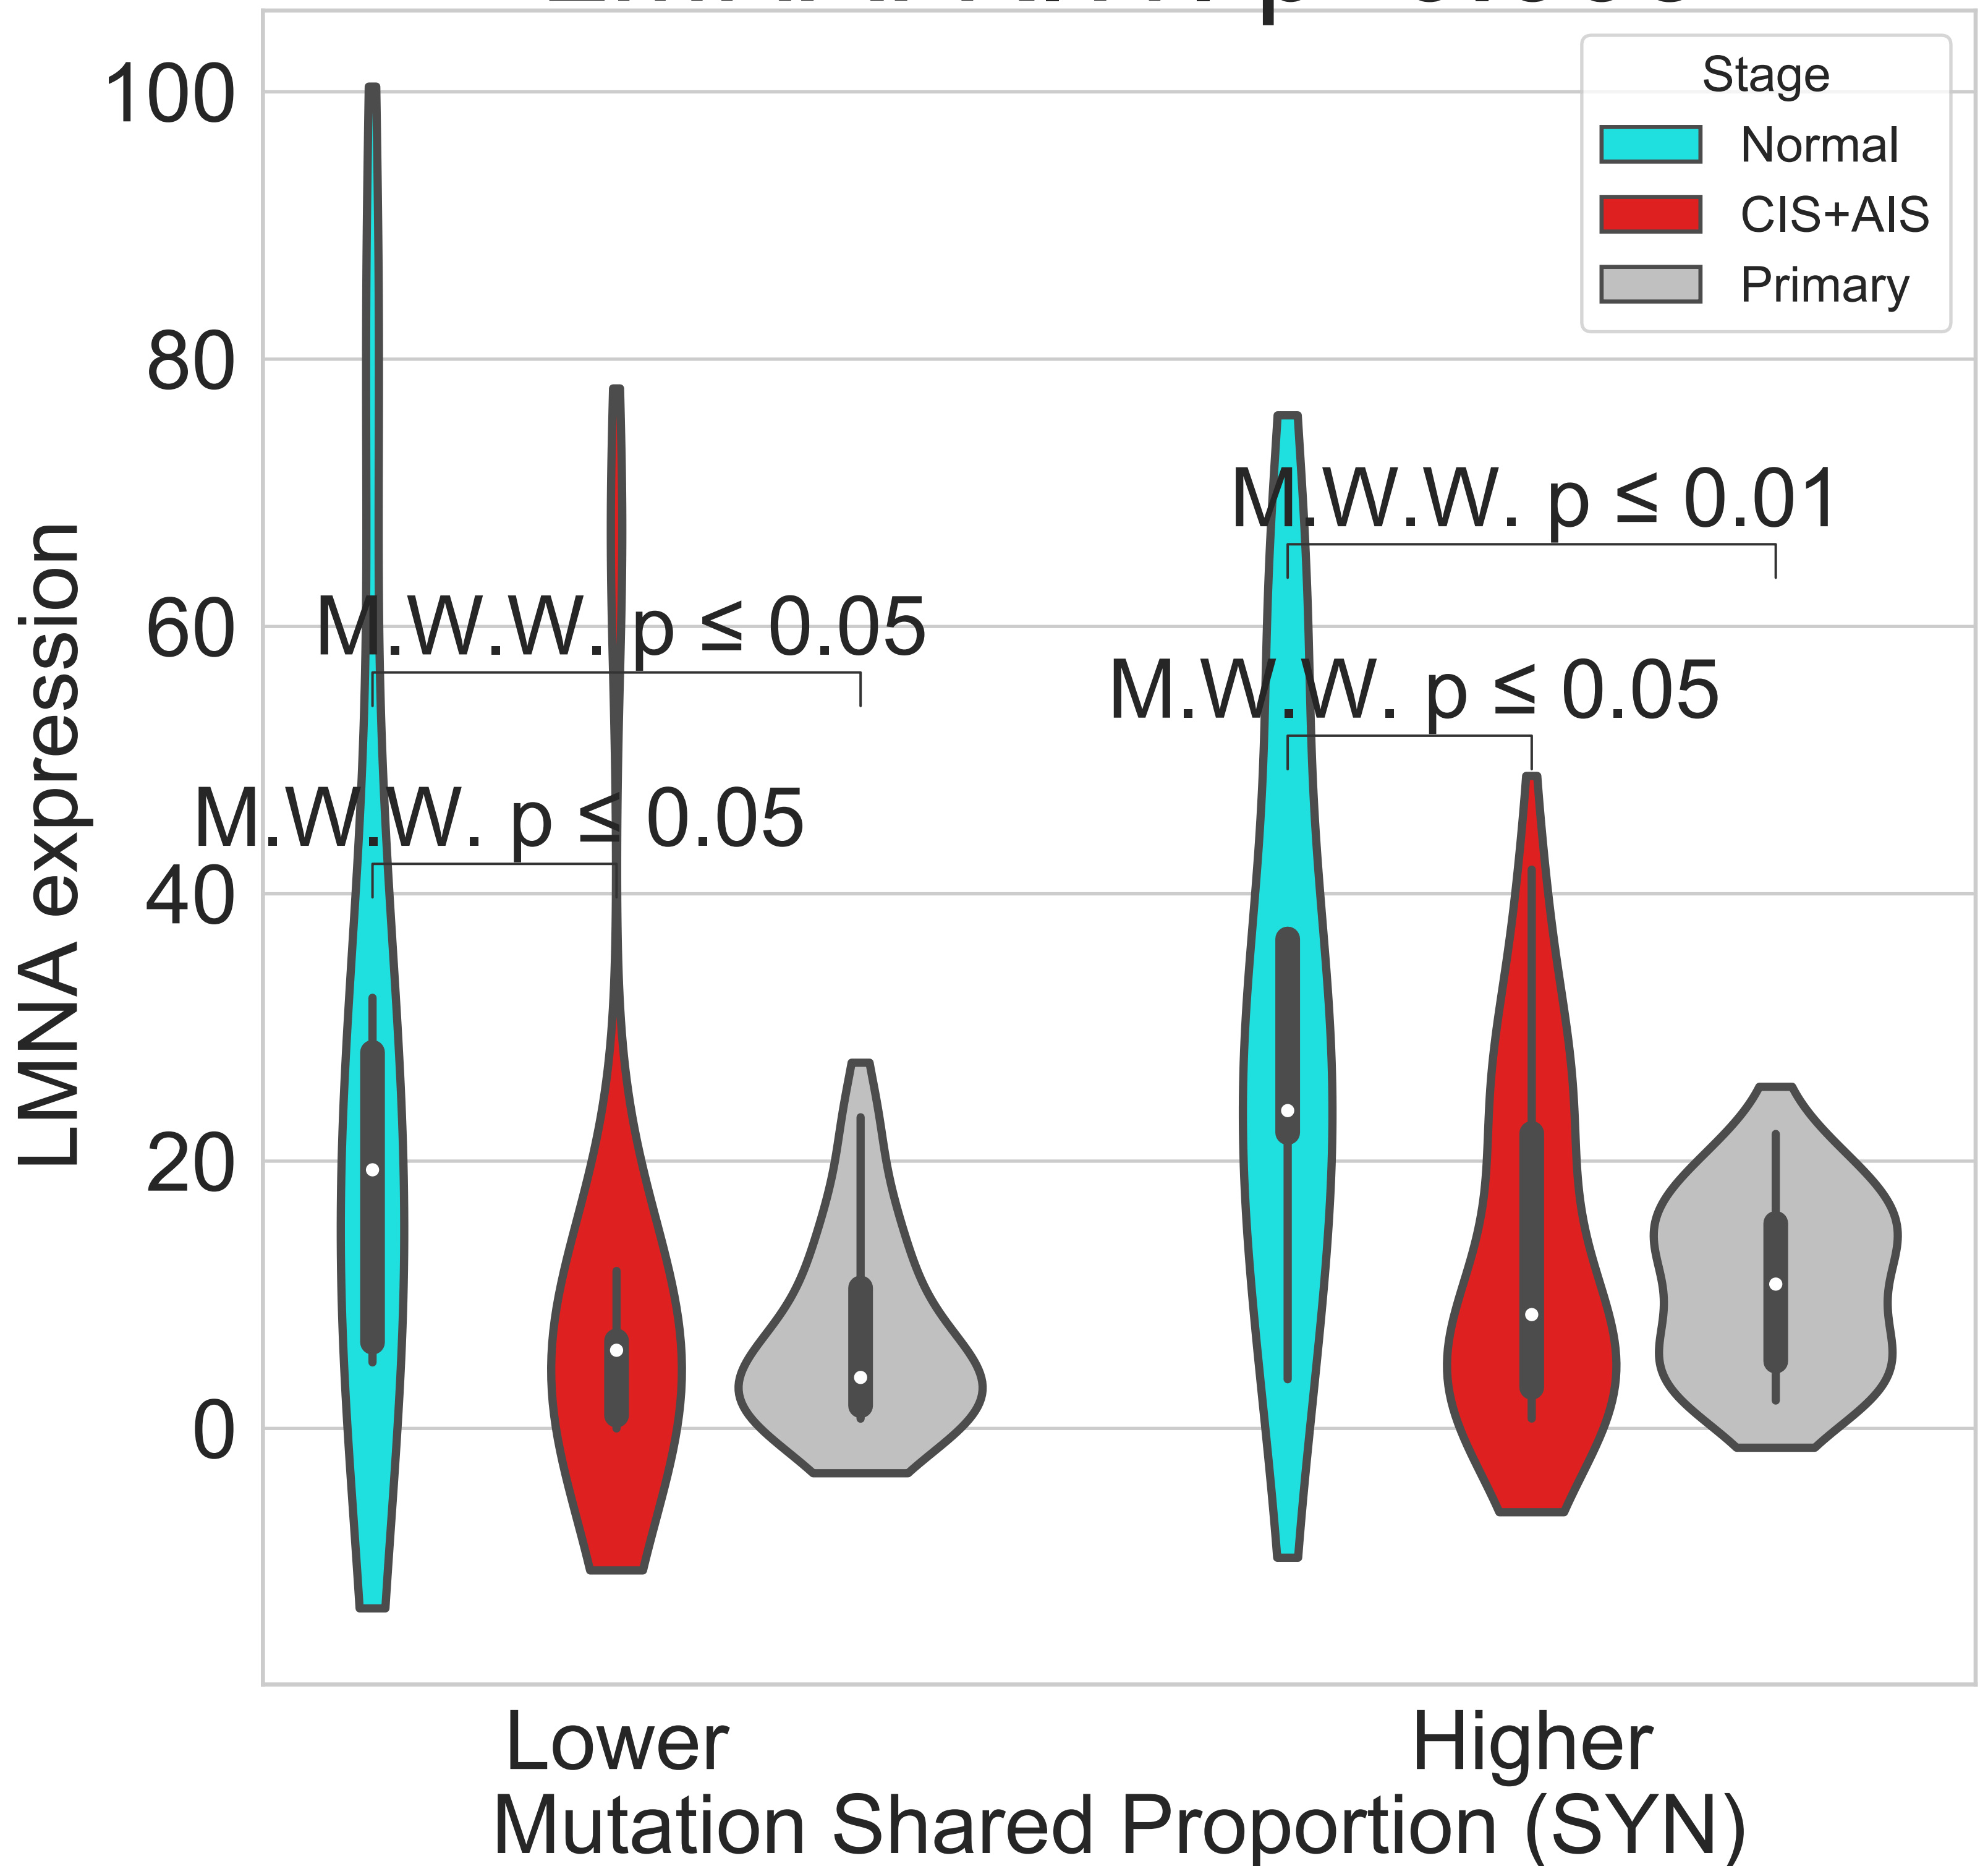 Stage
Normal
CIS+AIS
Primary
100
80
60
40
20
0
LMNA expression
M.W.W. p ≤ 0.01
M.W.W. p ≤ 0.05
M.W.W. p ≤ 0.05
M.W.W. p ≤ 0.05
Lower
Higher
Mutation Shared Proportion (SYN)